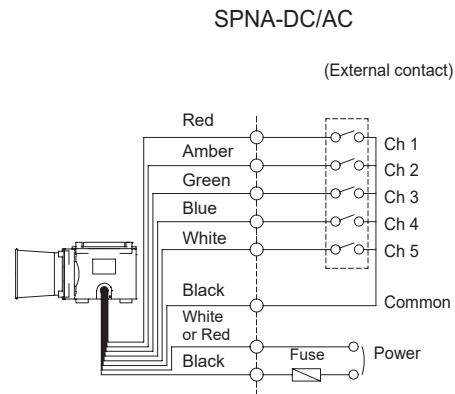 SPNA-DC/AC
(External contact)
Red
Ch 1
Amber
Ch 2
Green
Ch 3
Blue
Ch 4
White
Ch 5
Black
Common
White
or Red
Fuse
Power
Black